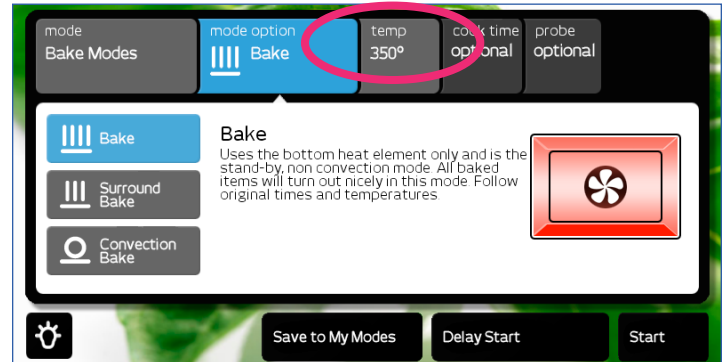 mode
Bake Modes
mode option
Bake
temp
350°
cook time
optional
probe
optional
Bake
Surround
Bake
Convection
Bake
Bake
Uses the bottom heat element only and is the
stand-by, non convection mode. All baked
items will turn out nicely in this mode. Follow
original times and temperatures.
Save to My Modes
Delay Start
Start